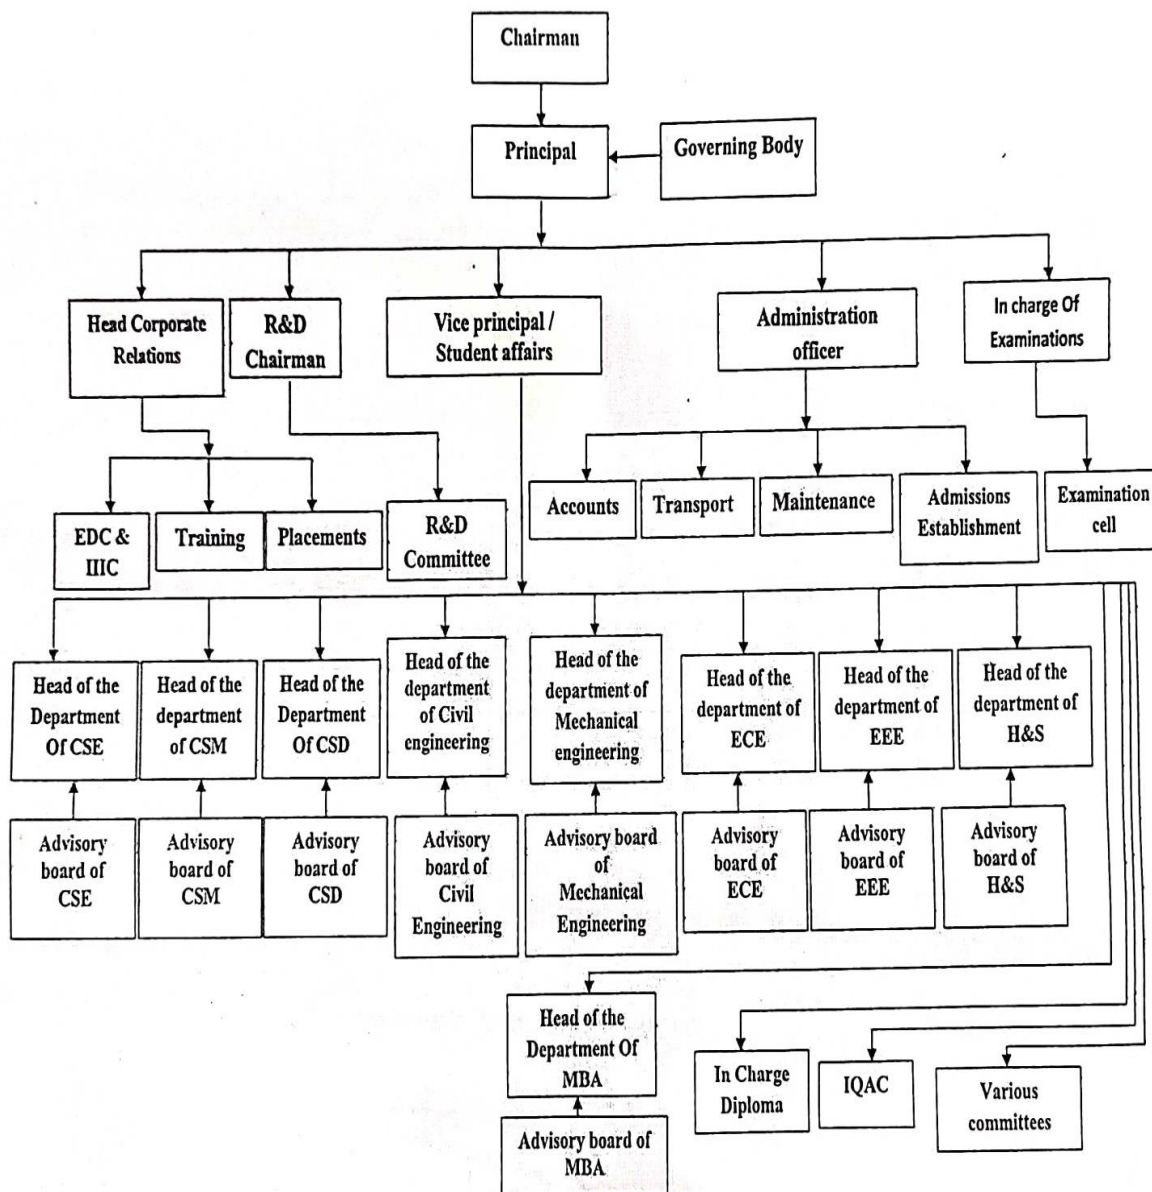 Chairman
Principal
Governing Body
Head Corporate
Relations
R&D
Chairman
Vice principal /
Student affairs
Administration
officer
In charge Of
Examinations
EDC &
IIIC
Training
Placements
R&D
Committee
Accounts
Transport
Maintenance
Admissions
Establishment
Examination
cell
Head of the
Department
Of CSE
Head of the
department
of CSM
Head of the
Department
Of CSD
Head of the
department
of Civil
engineering
Head of the
department of
Mechanical
engineering
Head of the
department of
ECE
Head of the
department of
EEE
Head of the
department of
H&S
Advisory
board of
CSE
Advisory
board of
CSM
Advisory
board of
CSD
Advisory
board of
Civil
Engineering
Advisory board
of
Mechanical
Engineering
Advisory
board of
ECE
Advisory
board of
EEE
Advisory
board of
H&S
Head of the
Department Of
MBA
In Charge
Diploma
IQAC
Various
committees
Advisory board of
MBA